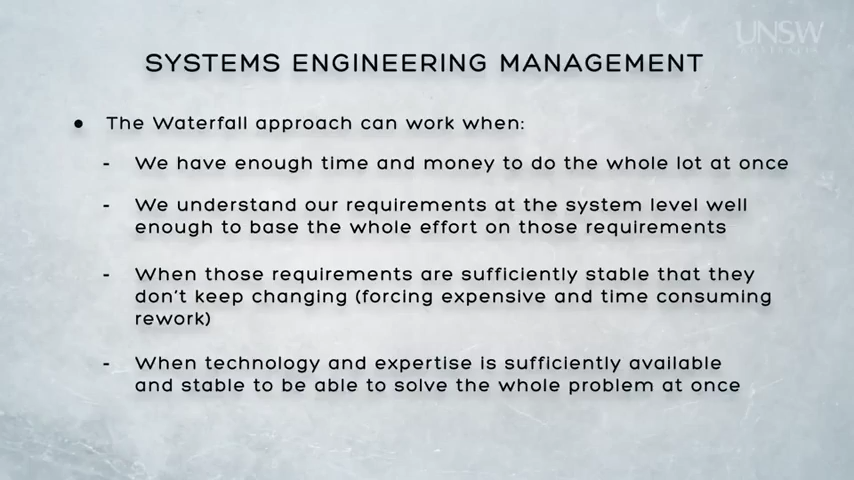 UNSW
AUSTRALIA
SYSTEMS ENGINEERING MANAGEMENT
● The Waterfall approach can work when:
- We have enough time and money to do the whole lot at once
- We understand our requirements at the system level well
enough to base the whole effort on those requirements
- When those requirements are sufficiently stable that they
don't keep changing (forcing expensive and time consuming
rework)
- When technology and expertise is sufficiently available
and stable to be able to solve the whole problem at once